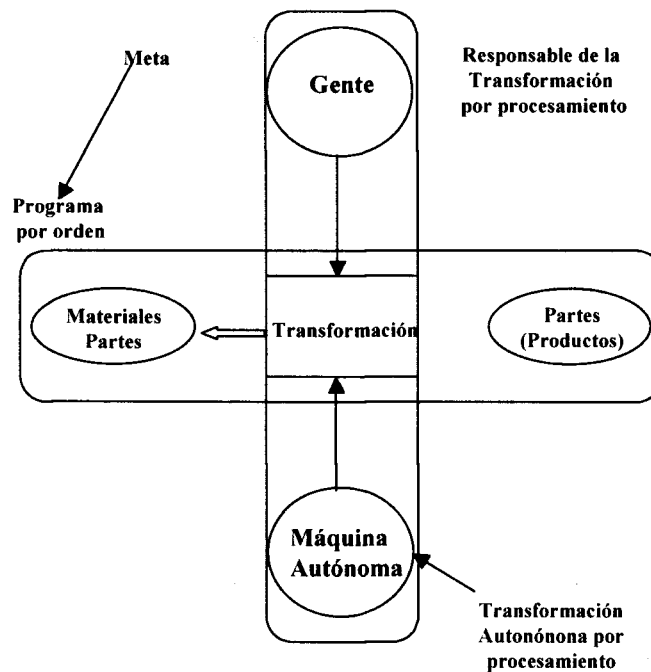 Meta
Gente
Responsable de la
Transformación
por procesamiento
Programa
por orden
Materiales
Partes
Transformación
Partes
(Productos)
Máquina
Autónoma
Transformación
Autonónona por
procesamiento